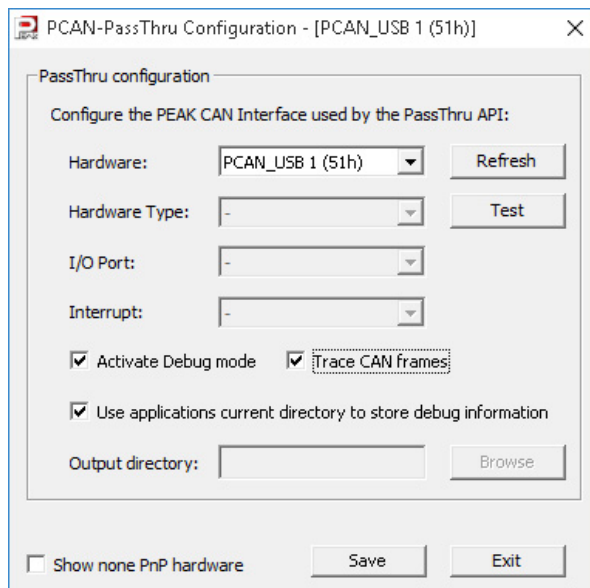 PCAN-PassThru Configuration - [PCAN_USB 1 (51h)]
PassThru configuration
Configure the PEAK CAN Interface used by the PassThru API:
Hardware: PCAN_USB 1 (51h) Refresh
Hardware Type: - Test
I/O Port: -
Interrupt: -
Activate Debug mode Trace CAN frames
Use applications current directory to store debug information
Output directory: Browse
Show none PnP hardware Save Exit